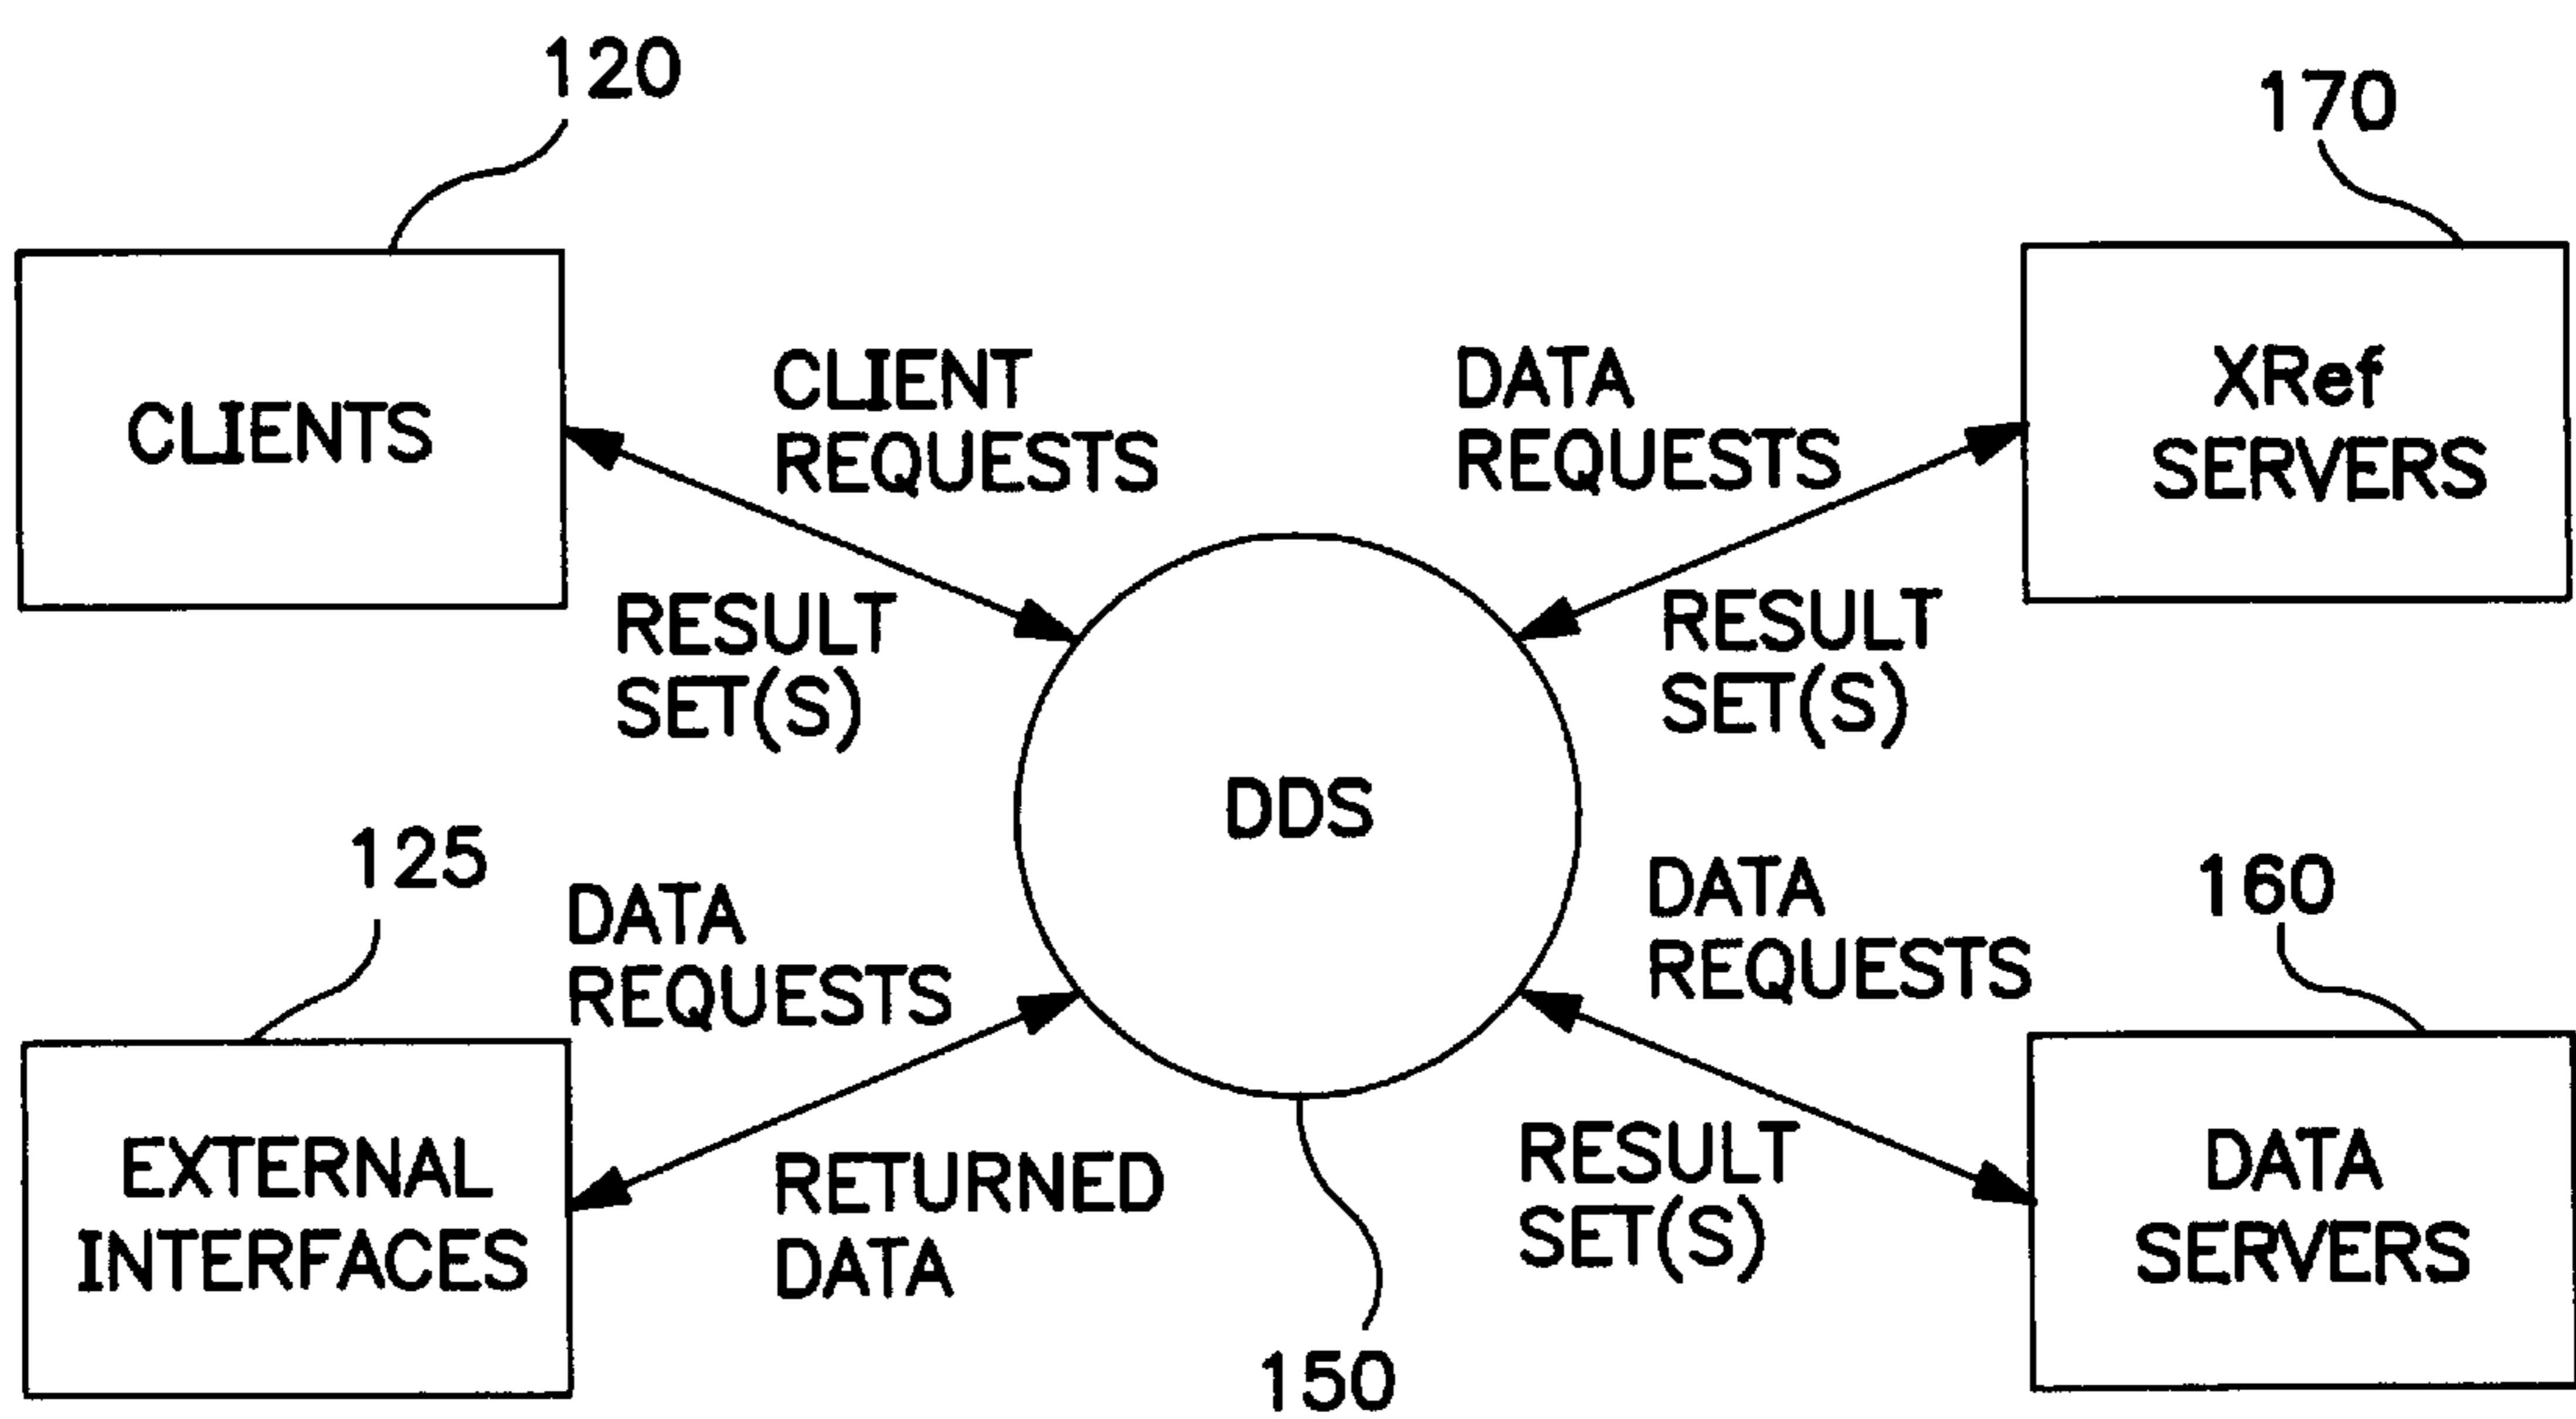 120
170
CLIENTS
CLIENT
REQUESTS
DATA
REQUESTS
XRef
SERVERS
RESULT
SET(S)
RESULT
SET(S)
DDS
125
DATA
REQUESTS
DATA
REQUESTS
160
EXTERNAL
INTERFACES
RETURNED
DATA
RESULT
SET(S)
DATA
SERVERS
150